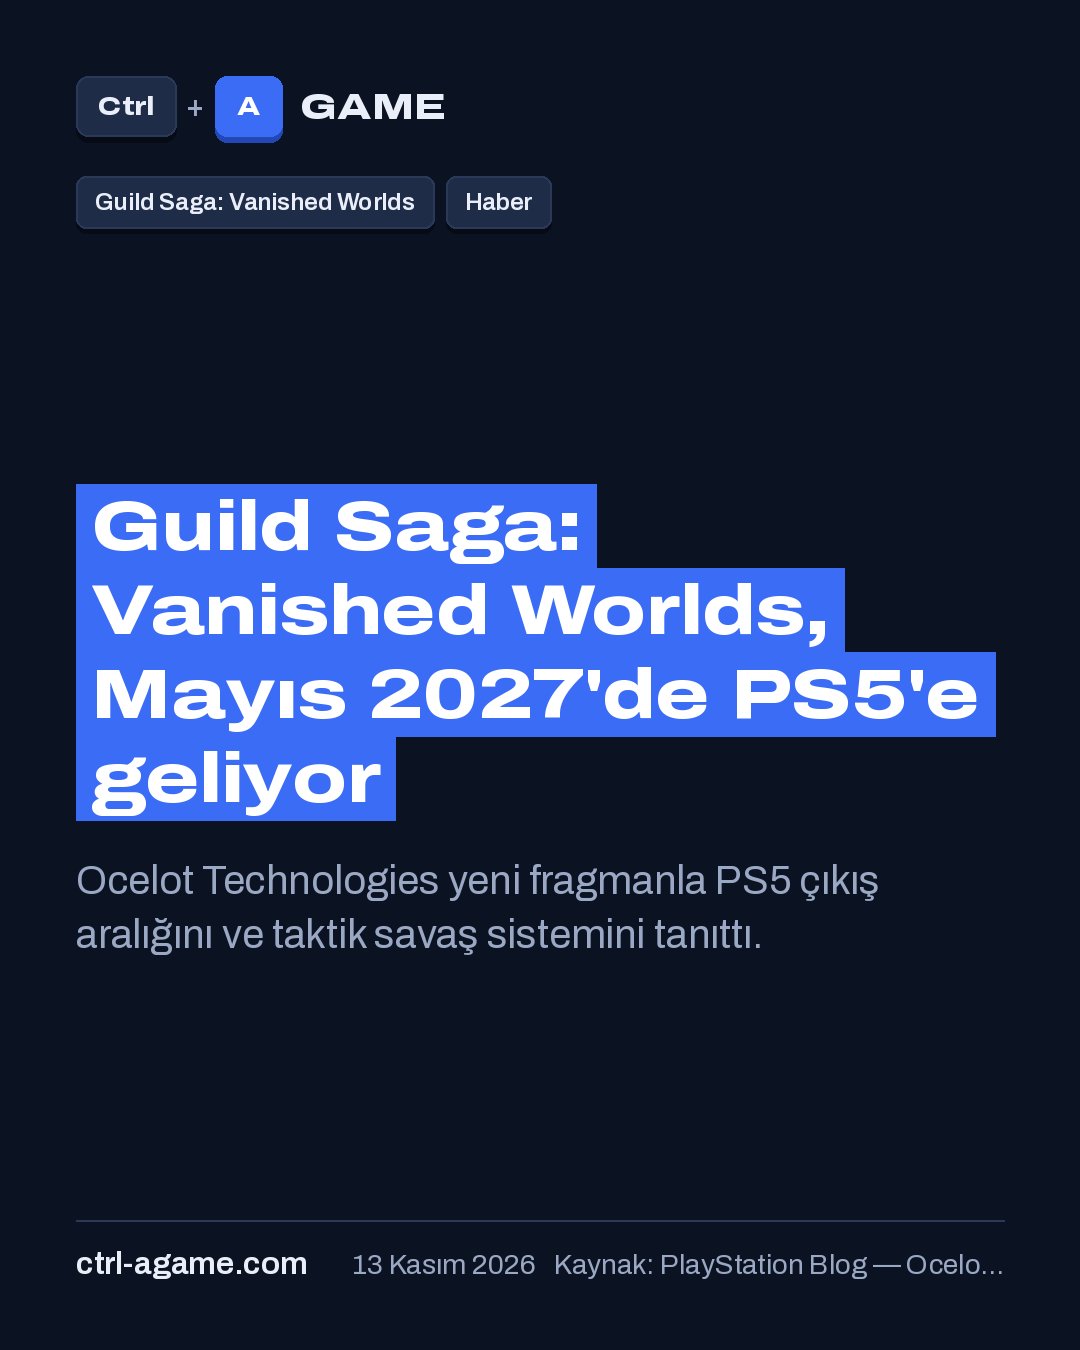 Ctrl + A GAME
Guild Saga: Vanished Worlds Haber
Guild Saga:
Vanished Worlds,
Mayıs 2027'de PS5'e
geliyor
Ocelot Technologies yeni fragmanla PS5 çıkış
aralığını ve taktik savaş sistemini tanıttı.
ctrl-agame.com 13 Kasım 2026 Kaynak: PlayStation Blog — Ocelo...